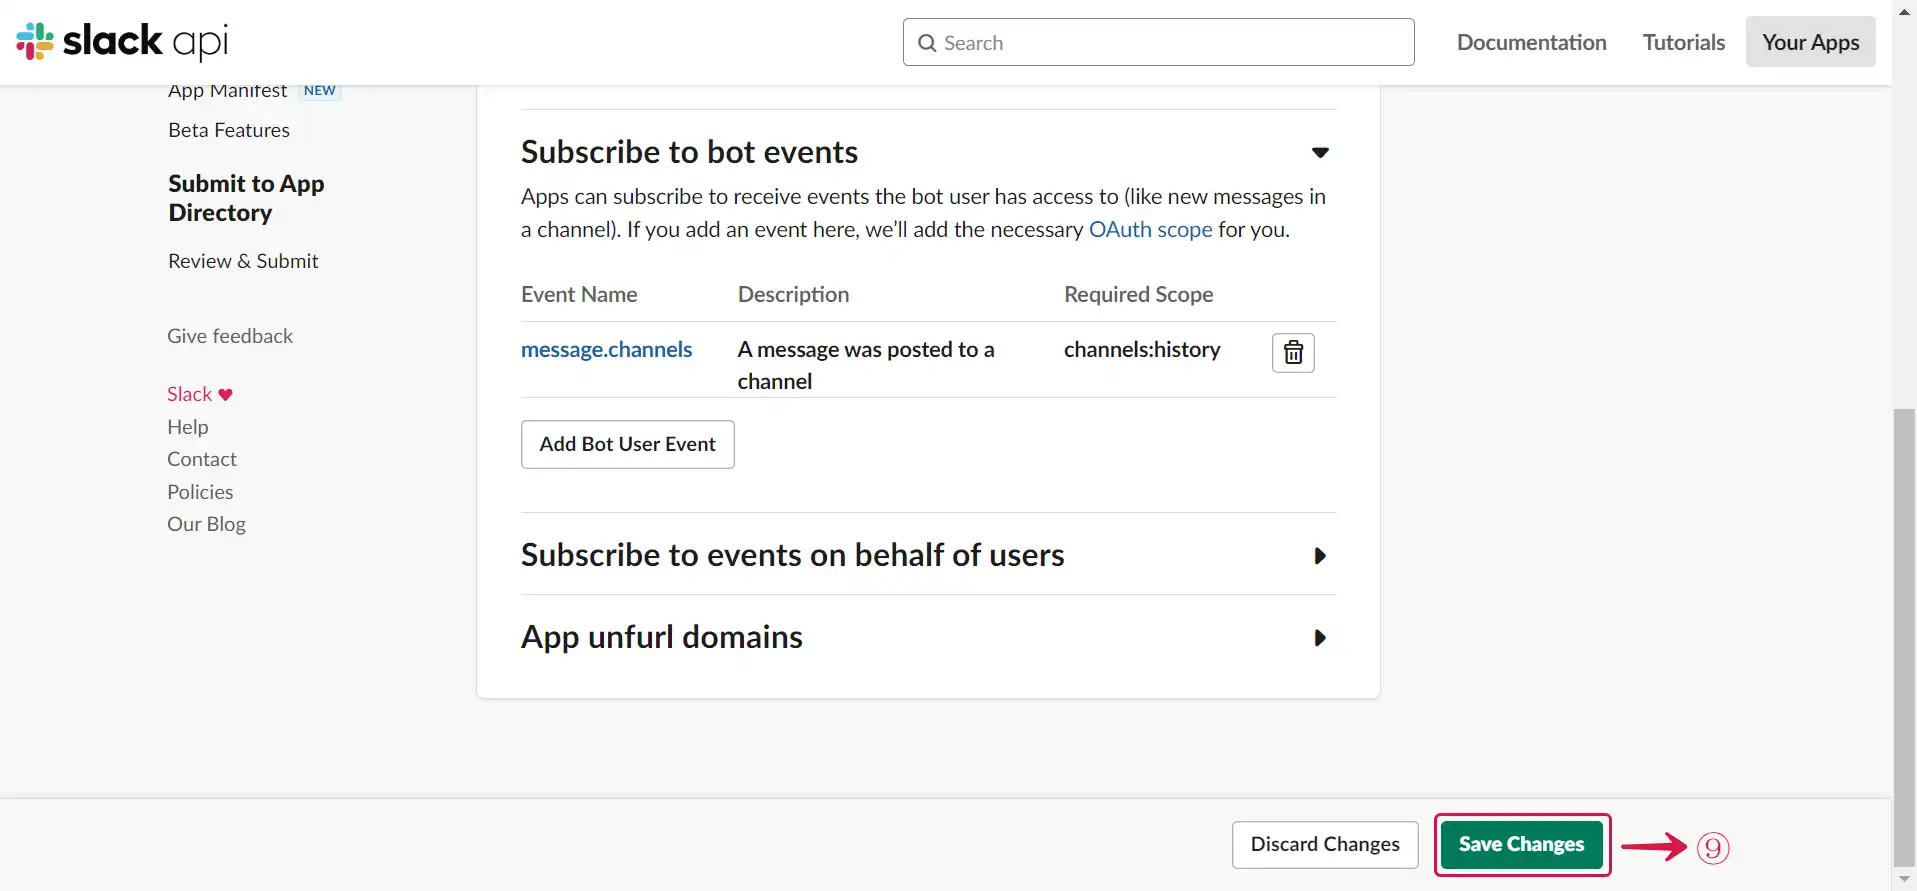 slack api
Search
Documentation
Tutorials
Your Apps
App Manifest NEW
Beta Features
Submit to App
Directory
Review & Submit
Give feedback
Slack ♥
Help
Contact
Policies
Our Blog
Subscribe to bot events
Apps can subscribe to receive events the bot user has access to (like new messages in
a channel). If you add an event here, we’ll add the necessary OAuth scope for you.
Event Name Description Required Scope
message.channels A message was posted to a channels:history
channel
Add Bot User Event
Subscribe to events on behalf of users
App unfurl domains
Discard Changes
Save Changes
⑨